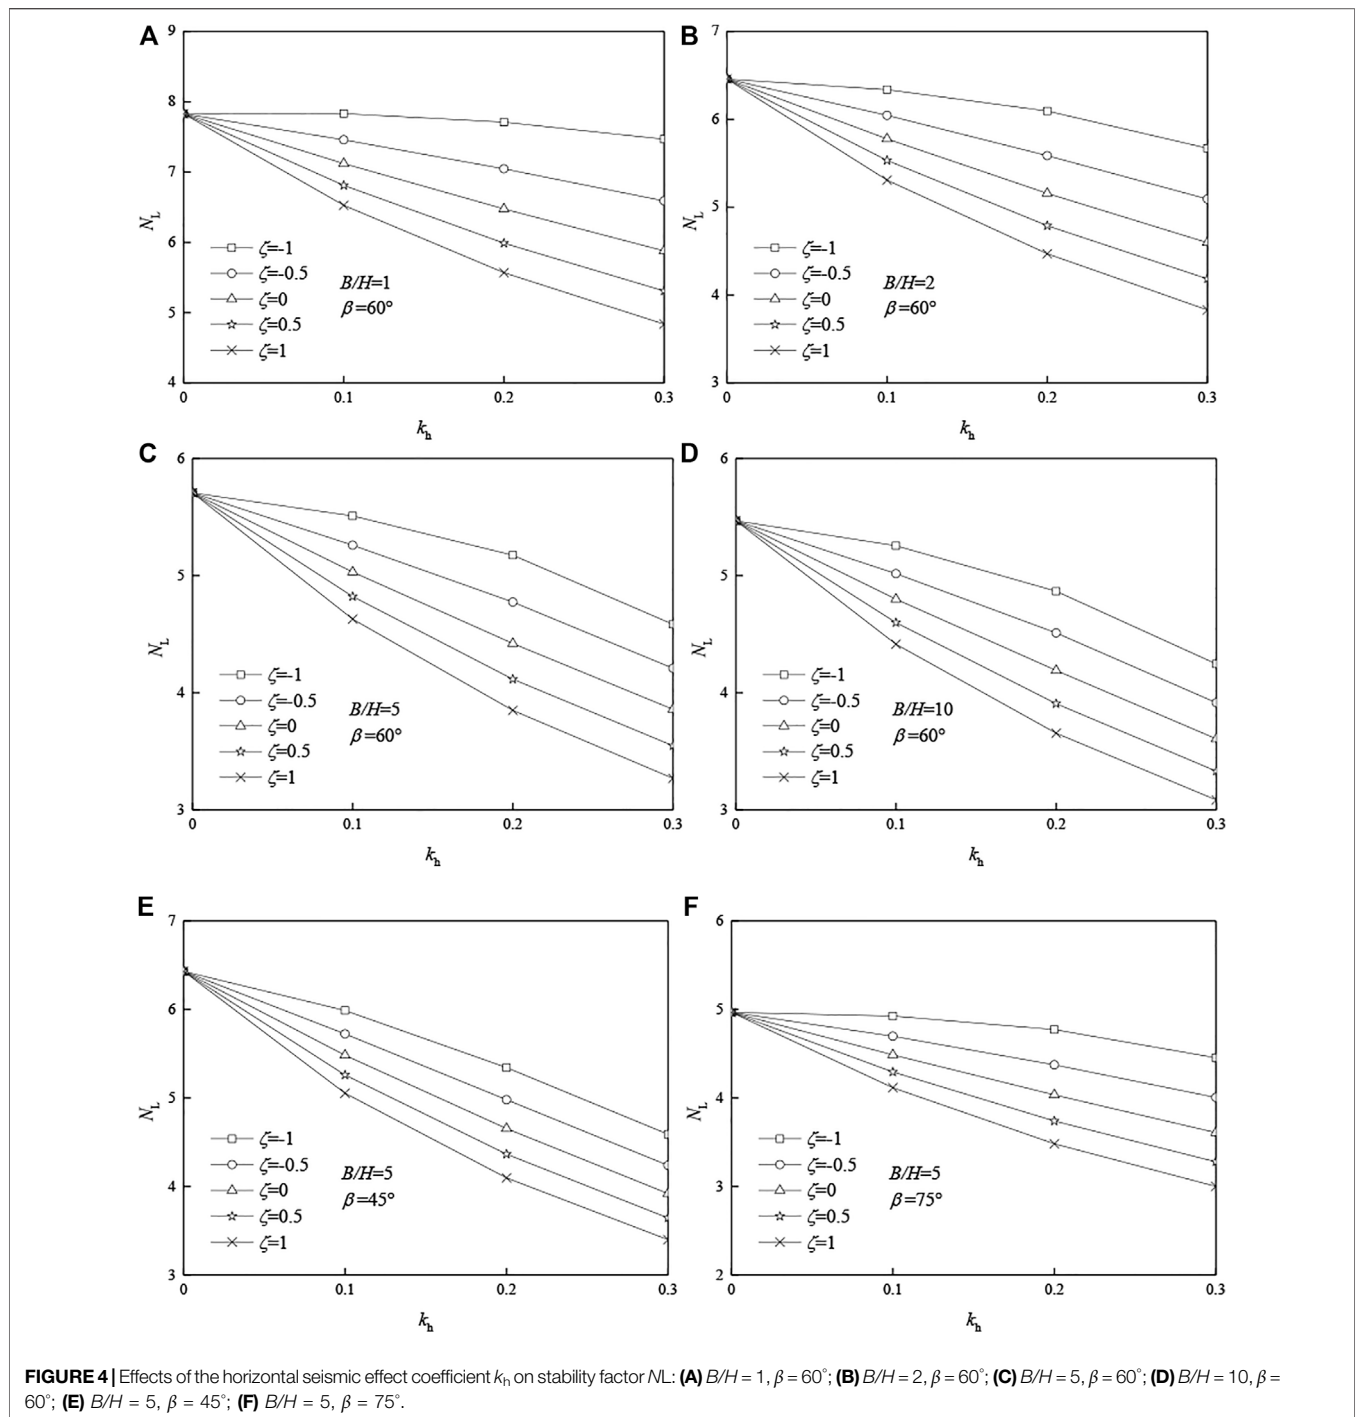 A
9
8
7
6
5
4
N_L
ζ=-1
ζ=-0.5
ζ=0
ζ=0.5
ζ=1
B/H=1
β=60°
0 0.1 0.2 0.3
k_h
B
7
6
5
4
3
N_L
ζ=-1
ζ=-0.5
ζ=0
ζ=0.5
ζ=1
B/H=2
β=60°
0 0.1 0.2 0.3
k_h
C
6
5
4
3
N_L
ζ=-1
ζ=-0.5
ζ=0
ζ=0.5
ζ=1
B/H=5
β=60°
0 0.1 0.2 0.3
k_h
D
6
5
4
3
N_L
ζ=-1
ζ=-0.5
ζ=0
ζ=0.5
ζ=1
B/H=10
β=60°
0 0.1 0.2 0.3
k_h
E
7
6
5
4
3
N_L
ζ=-1
ζ=-0.5
ζ=0
ζ=0.5
ζ=1
B/H=5
β=45°
0 0.1 0.2 0.3
k_h
F
6
5
4
3
2
N_L
ζ=-1
ζ=-0.5
ζ=0
ζ=0.5
ζ=1
B/H=5
β=75°
0 0.1 0.2 0.3
k_h
FIGURE 4 | Effects of the horizontal seismic effect coefficient k_h on stability factor NL: (A) B/H = 1, β = 60°; (B) B/H = 2, β = 60°; (C) B/H = 5, β = 60°; (D) B/H = 10, β =
60°; (E) B/H = 5, β = 45°; (F) B/H = 5, β = 75°.